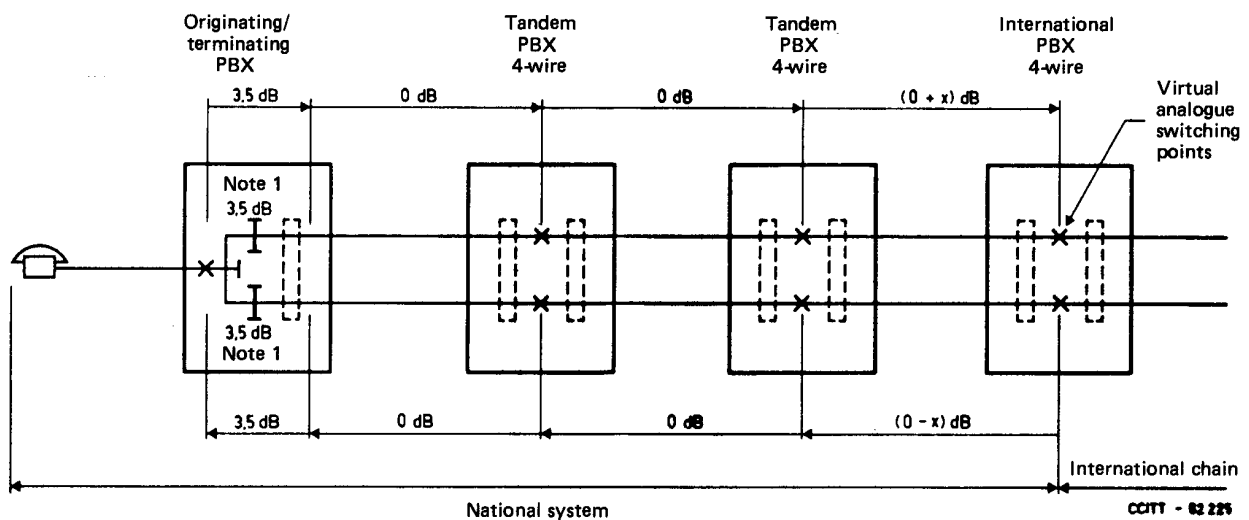 Originating/
terminating
PBX
Tandem
PBX
4-wire
Tandem
PBX
4-wire
International
PBX
4-wire
3,5 dB
0 dB
0 dB
(0 + x) dB
Virtual
analogue
switching
points
Note 1
3,5 dB
3,5 dB
Note 1
3,5 dB
0 dB
0 dB
(0 - x) dB
National system
International chain
CCITT - 82 225